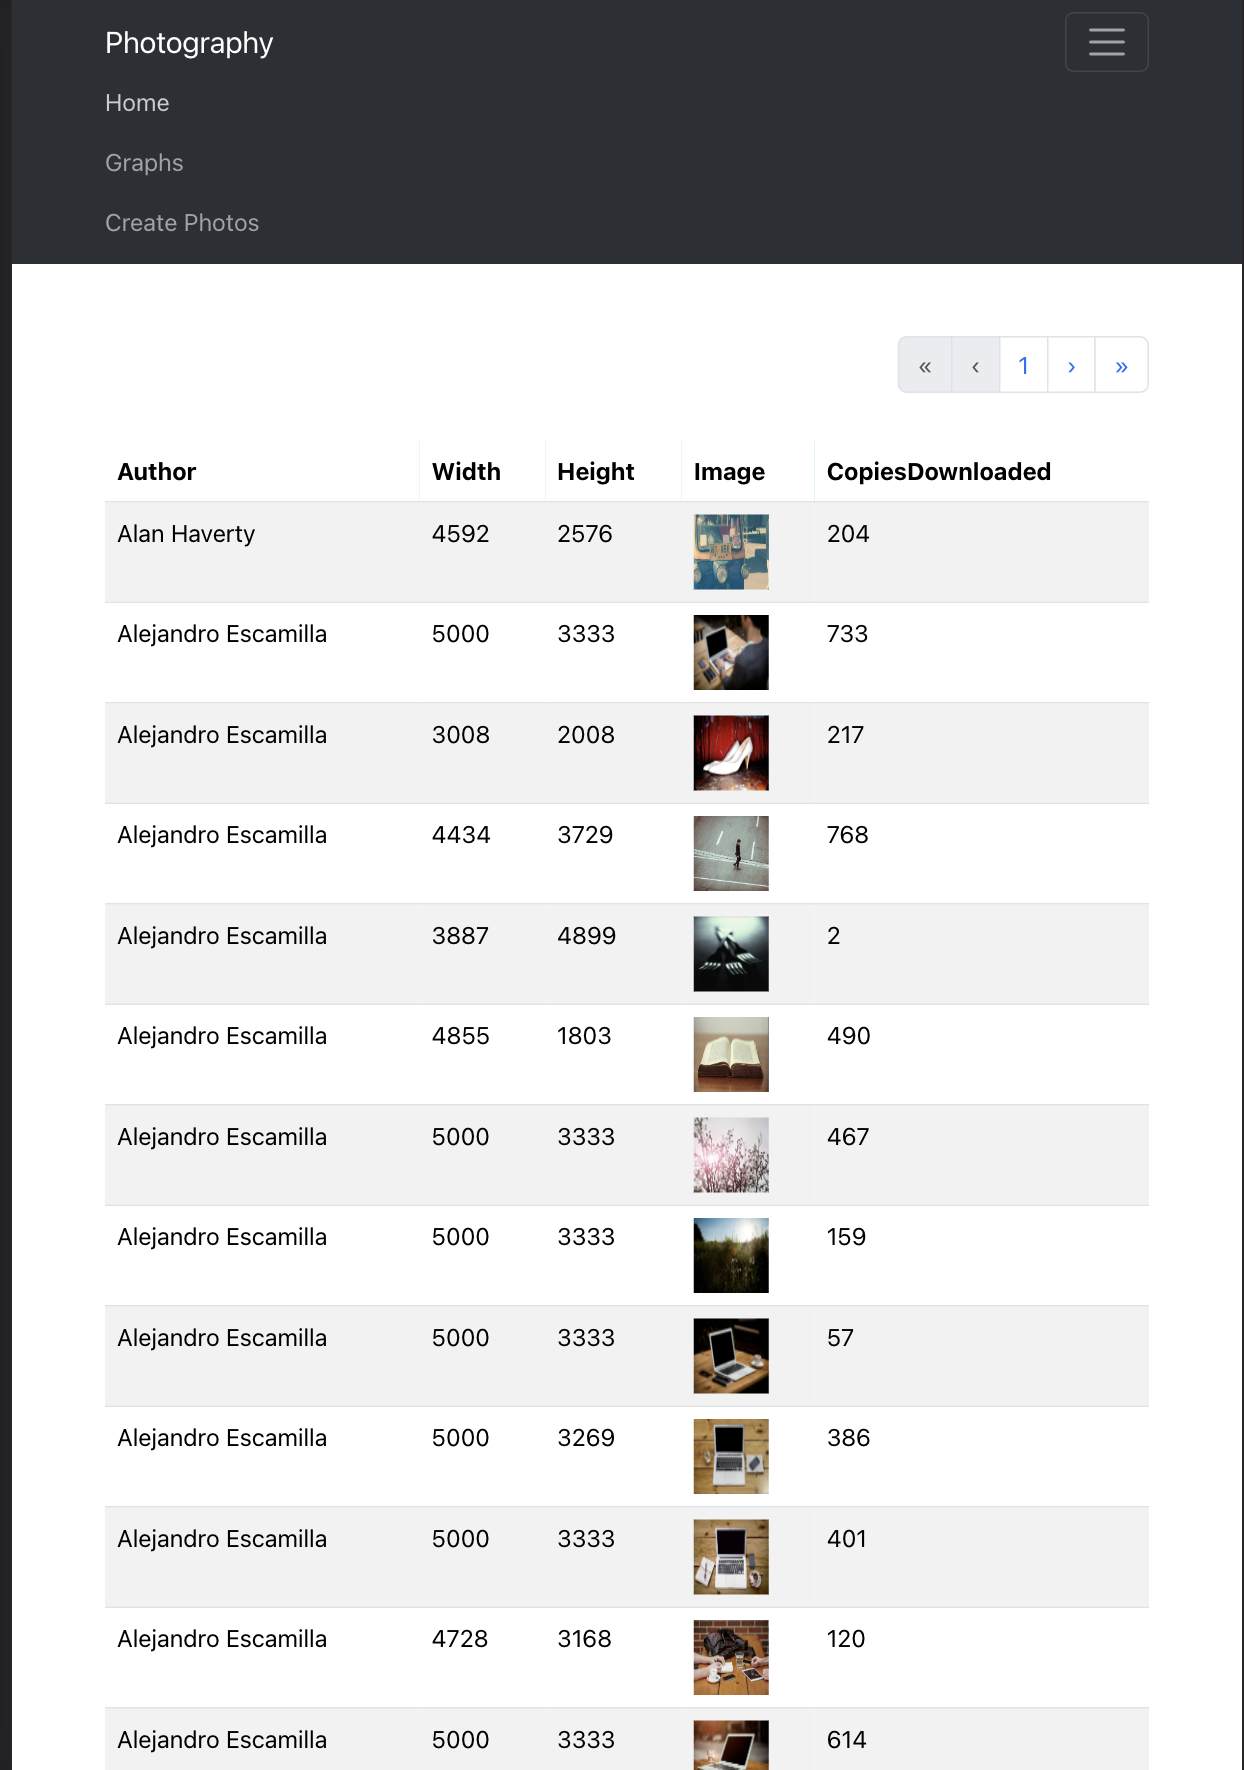 Photography
Home
Graphs
Create Photos
« ‹ 1 › »
Author Width Height Image CopiesDownloaded
Alan Haverty 4592 2576 204
Alejandro Escamilla 5000 3333 733
Alejandro Escamilla 3008 2008 217
Alejandro Escamilla 4434 3729 768
Alejandro Escamilla 3887 4899 2
Alejandro Escamilla 4855 1803 490
Alejandro Escamilla 5000 3333 467
Alejandro Escamilla 5000 3333 159
Alejandro Escamilla 5000 3333 57
Alejandro Escamilla 5000 3269 386
Alejandro Escamilla 5000 3333 401
Alejandro Escamilla 4728 3168 120
Alejandro Escamilla 5000 3333 614